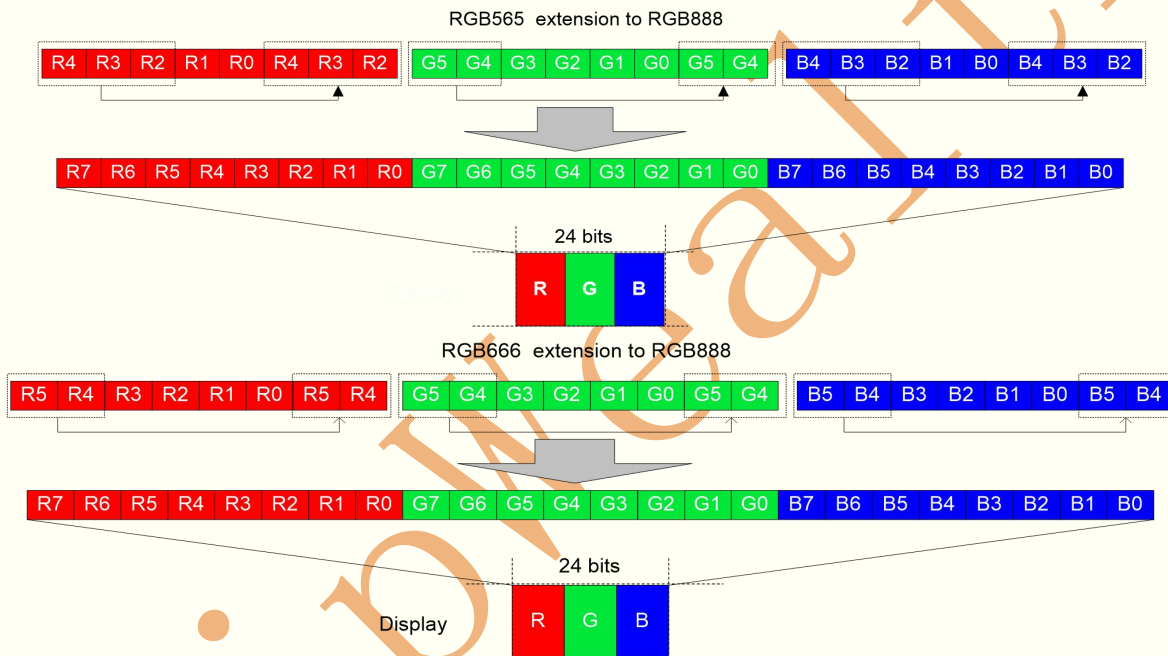 RGB565 extension to RGB888
R4 R3 R2 R1 R0 R4 R3 R2 G5 G4 G3 G2 G1 G0 G5 G4 B4 B3 B2 B1 B0 B4 B3 B2
R7 R6 R5 R4 R3 R2 R1 R0 G7 G6 G5 G4 G3 G2 G1 G0 B7 B6 B5 B4 B3 B2 B1 B0
24 bits
R G B
Display
RGB666 extension to RGB888
R5 R4 R3 R2 R1 R0 R5 R4 G5 G4 G3 G2 G1 G0 G5 G4 B5 B4 B3 B2 B1 B0 B5 B4
R7 R6 R5 R4 R3 R2 R1 R0 G7 G6 G5 G4 G3 G2 G1 G0 B7 B6 B5 B4 B3 B2 B1 B0
24 bits
Display
R G B